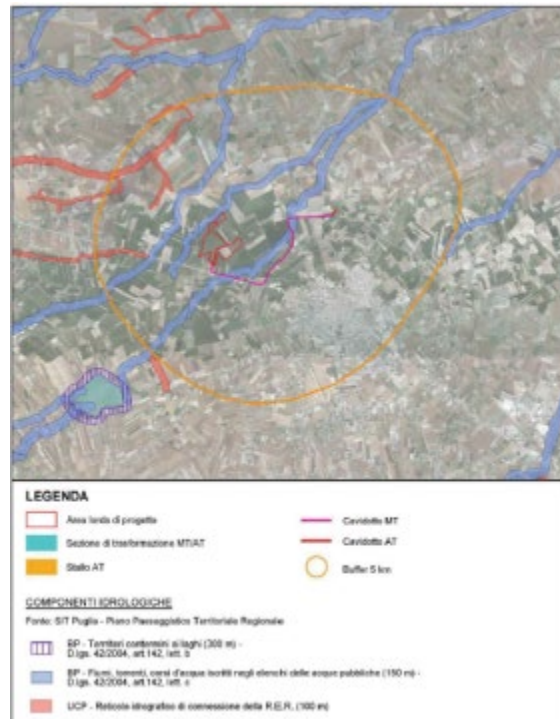 LEGENDA
Area lorda di progetto
Cavidotto MT
Sezione di trasformazione MT/AT
Cavidotto AT
Stallo AT
Buffer 5 km
COMPONENTI IDROLOGICHE
Fonte: SIT Puglia - Piano Paesaggistico Territoriale Regionale
BP - Territori contermini ai laghi (300 m) -
D.lgs. 42/2004, art.142, lett. b
BP - Fiumi, torrenti, corsi d'acqua iscritti negli elenchi delle acque pubbliche (150 m) -
D.lgs. 42/2004, art.142, lett. c
UCP - Reticolo idrografico di connessione della R.E.R. (100 m)